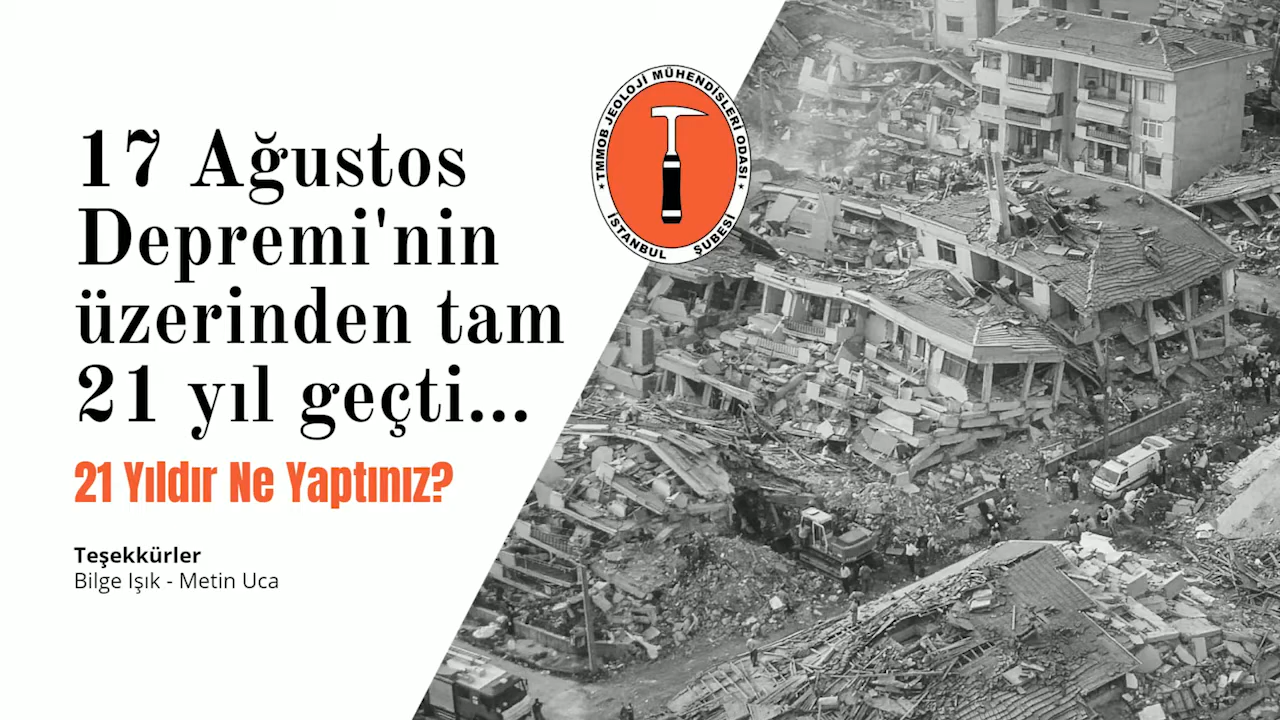 17 Ağustos
Depremi'nin
üzerinden tam
21 yıl geçti...
21 Yıldır Ne Yaptınız?
Teşekkürler
Bilge Işık - Metin Uca
TMMOB JEOLOJİ MÜHENDİSLERİ ODASI
İSTANBUL ŞUBESİ